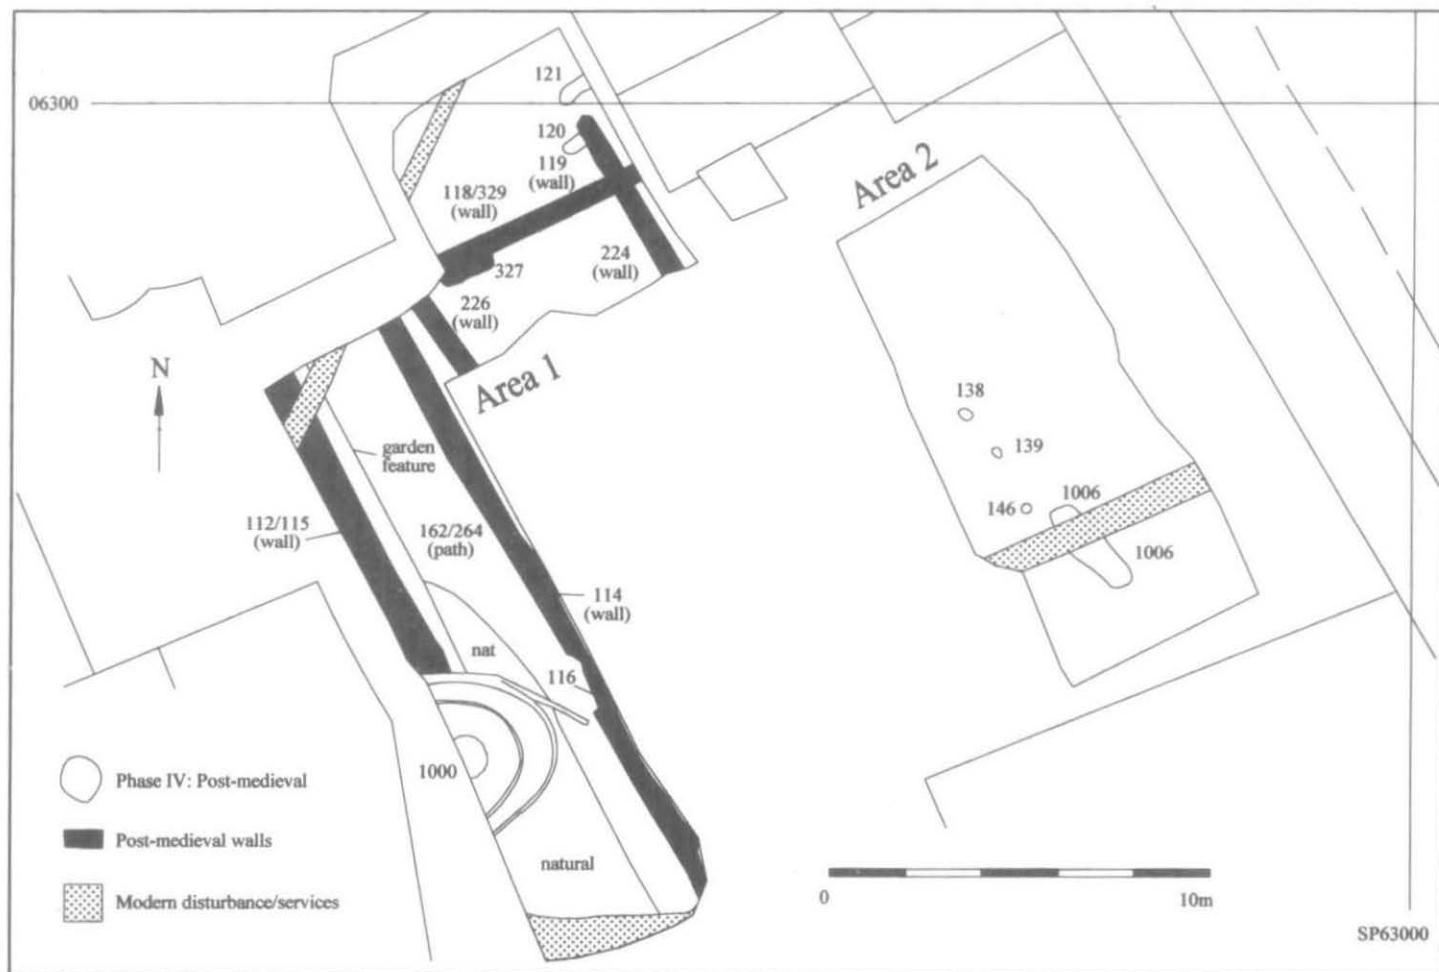 06300
121
120
119
(wall)
118/329
(wall)
Area 2
224
(wall)
327
226
(wall)
N
Area 1
138
garden
feature
139
1006
146
112/115
(wall)
162/264
(path)
1006
114
(wall)
nat
116
1000
Phase IV: Post-medieval
Post-medieval walls
natural
Modern disturbance/services
0
10m
SP63000